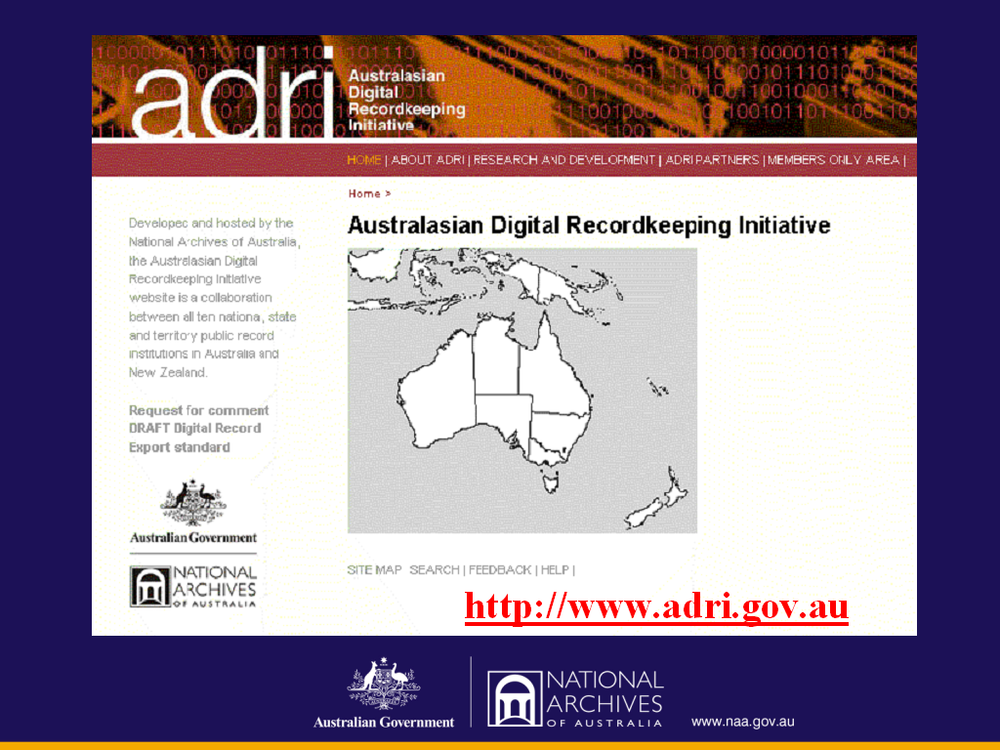 adri
Australasian
Digital
Recordkeeping
Initiative
HOME | ABOUT ADRI | RESEARCH AND DEVELOPMENT | ADRI PARTNERS | MEMBERS ONLY AREA |
Home >
Australasian Digital Recordkeeping Initiative
Developed and hosted by the
National Archives of Australia,
the Australasian Digital
Recordkeeping Initiative
website is a collaboration
between all ten national, state
and territory public record
institutions in Australia and
New Zealand.
Request for comment
DRAFT Digital Record
Export standard
Australian Government
NATIONAL
ARCHIVES
OF AUSTRALIA
SITE MAP SEARCH | FEEDBACK | HELP |
http://www.adri.gov.au
Australian Government
NATIONAL
ARCHIVES
OF AUSTRALIA
www.naa.gov.au